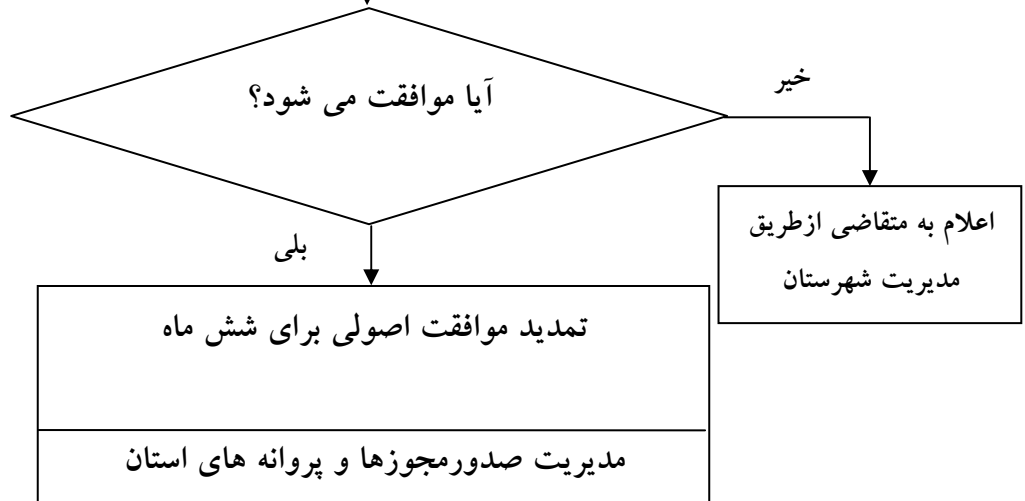 آیا موافقت می شود؟
خیر
اعلام به متقاضی ازطریق
مدیریت شهرستان
بلی
تمدید موافقت اصولی برای شش ماه
مدیریت صدورمجوزها و پروانه های استان